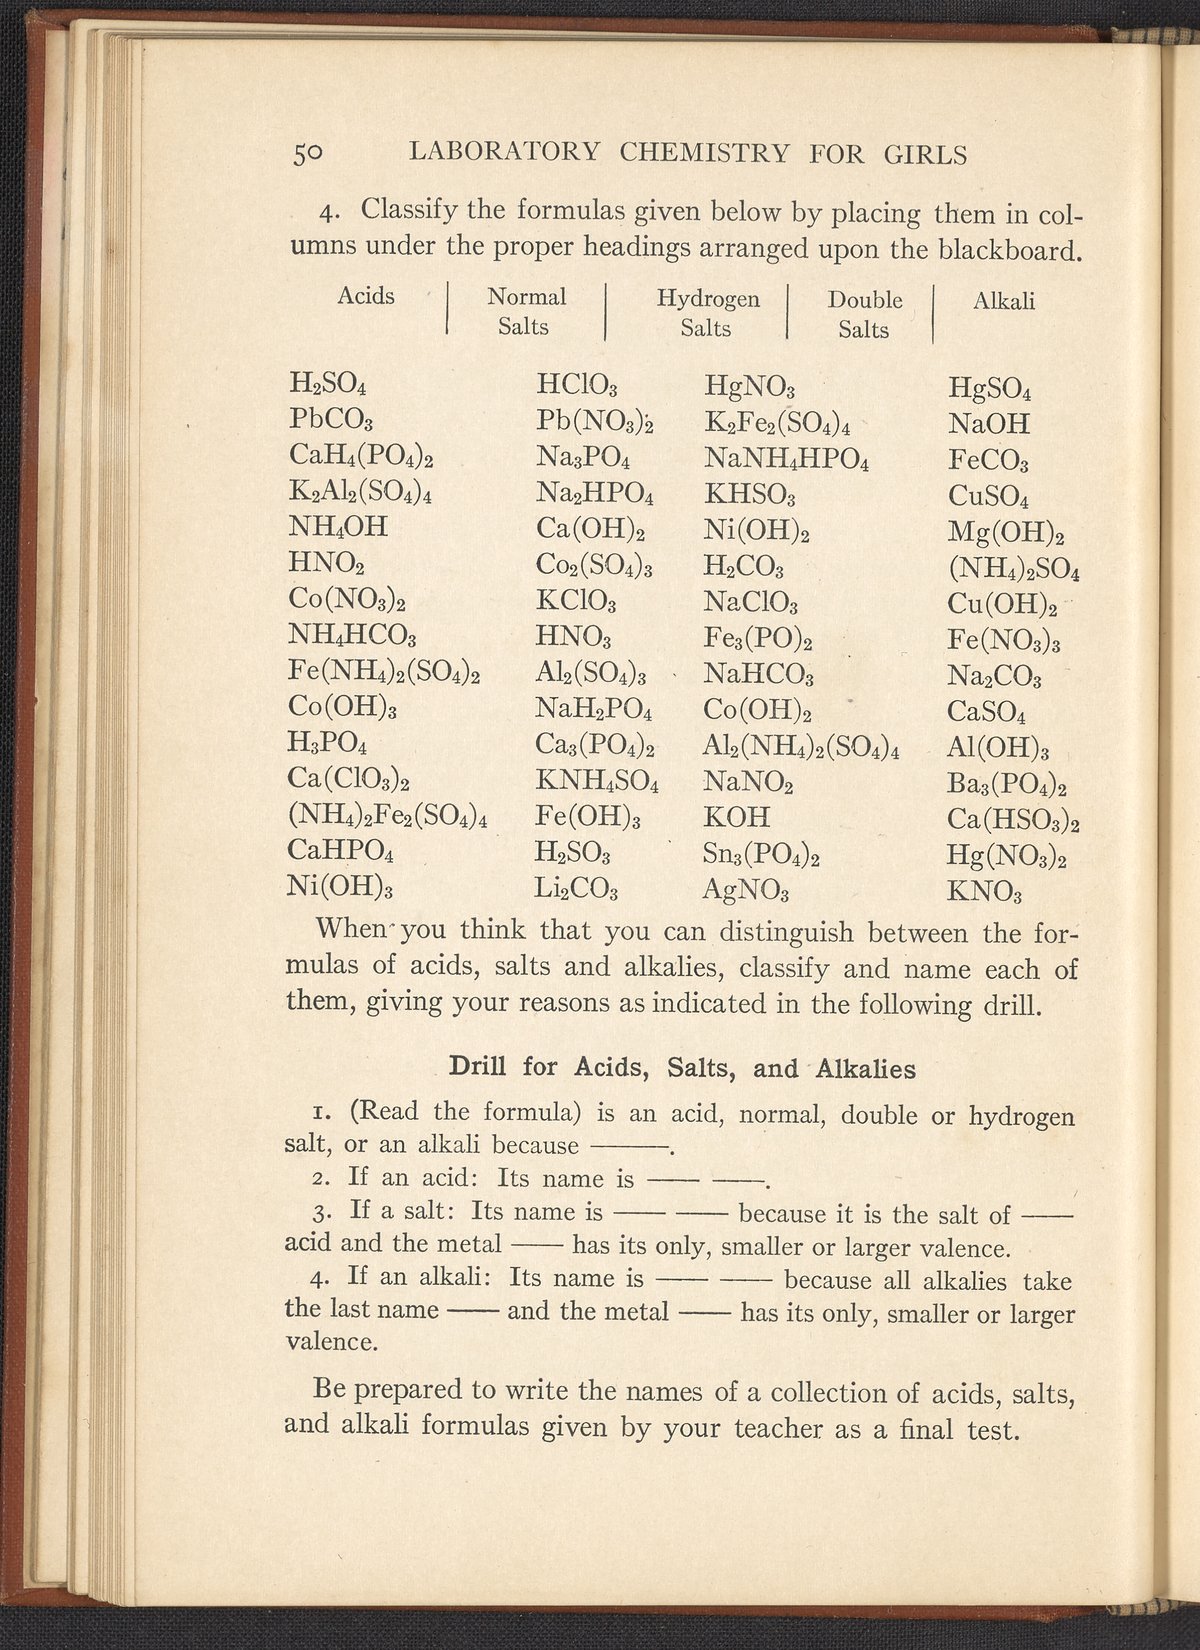 50 LABORATORY CHEMISTRY FOR GIRLS
4. Classify the formulas given below by placing them in col-
umns under the proper headings arranged upon the blackboard.
Acids | Normal Salts | Hydrogen Salts | Double Salts | Alkali
H₂SO₄ HClO₃ HgNO₃ HgSO₄
PbCO₃ Pb(NO₃)₂ K₂Fe₂(SO₄)₄ NaOH
CaH₄(PO₄)₂ Na₃PO₄ NaNH₄HPO₄ FeCO₃
K₂Al₂(SO₄)₄ Na₂HPO₄ KHSO₃ CuSO₄
NH₄OH Ca(OH)₂ Ni(OH)₂ Mg(OH)₂
HNO₂ Co₂(SO₄)₃ H₂CO₃ (NH₄)₂SO₄
Co(NO₃)₂ KClO₃ NaClO₃ Cu(OH)₂
NH₄HCO₃ HNO₃ Fe₃(PO)₂ Fe(NO₃)₃
Fe(NH₄)₂(SO₄)₂ Al₂(SO₄)₃ NaHCO₃ Na₂CO₃
Co(OH)₃ NaH₂PO₄ Co(OH)₂ CaSO₄
H₃PO₄ Ca₃(PO₄)₂ Al₂(NH₄)₂(SO₄)₄ Al(OH)₃
Ca(ClO₃)₂ KNH₄SO₄ NaNO₂ Ba₃(PO₄)₂
(NH₄)₂Fe₂(SO₄)₄ Fe(OH)₃ KOH Ca(HSO₃)₂
CaHPO₄ H₂SO₃ Sn₃(PO₄)₂ Hg(NO₃)₂
Ni(OH)₃ Li₂CO₃ AgNO₃ KNO₃
When you think that you can distinguish between the for-
mulas of acids, salts and alkalies, classify and name each of
them, giving your reasons as indicated in the following drill.
Drill for Acids, Salts, and Alkalies
1. (Read the formula) is an acid, normal, double or hydrogen
salt, or an alkali because ———.
2. If an acid: Its name is —— ——.
3. If a salt: Its name is —— —— because it is the salt of ——
acid and the metal —— has its only, smaller or larger valence.
4. If an alkali: Its name is —— —— because all alkalies take
the last name —— and the metal —— has its only, smaller or larger
valence.
Be prepared to write the names of a collection of acids, salts,
and alkali formulas given by your teacher as a final test.